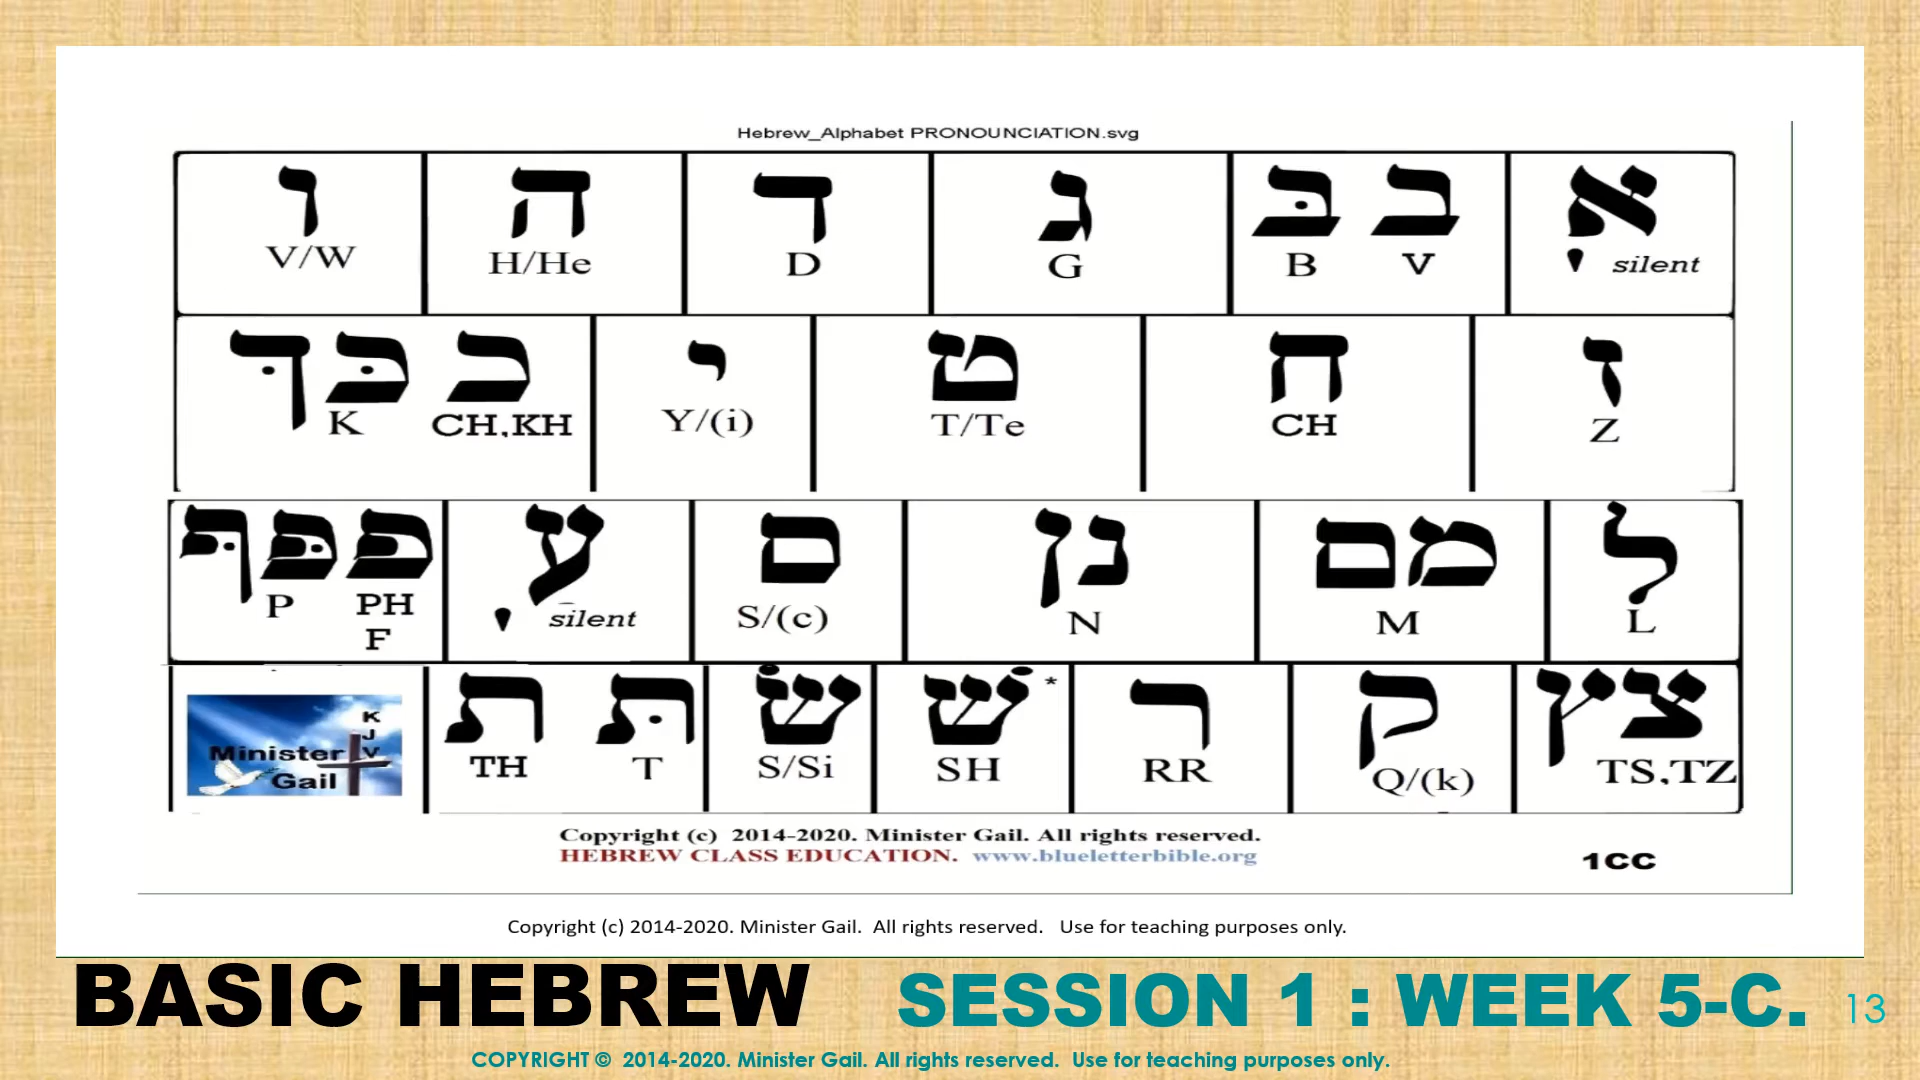 Hebrew_Alphabet PRONOUNCIATION.svg
א ב בּ ג ד ה ו
V/W H/He D G B V silent
ז ח ט י כ כּ ךּ
K CH,KH Y/(i) T/Te CH Z
ל מם נן ס ע פ פּ ףּ
P PH silent S/(c) N M L
F
צץ ק ר שׁ* שׂ תּ ת
TH T S/Si SH RR Q/(k) TS,TZ
KJV
Minister
Gail
Copyright (c) 2014-2020. Minister Gail. All rights reserved.
HEBREW CLASS EDUCATION. www.blueletterbible.org
1CC
Copyright (c) 2014-2020. Minister Gail. All rights reserved. Use for teaching purposes only.
BASIC HEBREW SESSION 1 : WEEK 5-C. 13
COPYRIGHT © 2014-2020. Minister Gail. All rights reserved. Use for teaching purposes only.